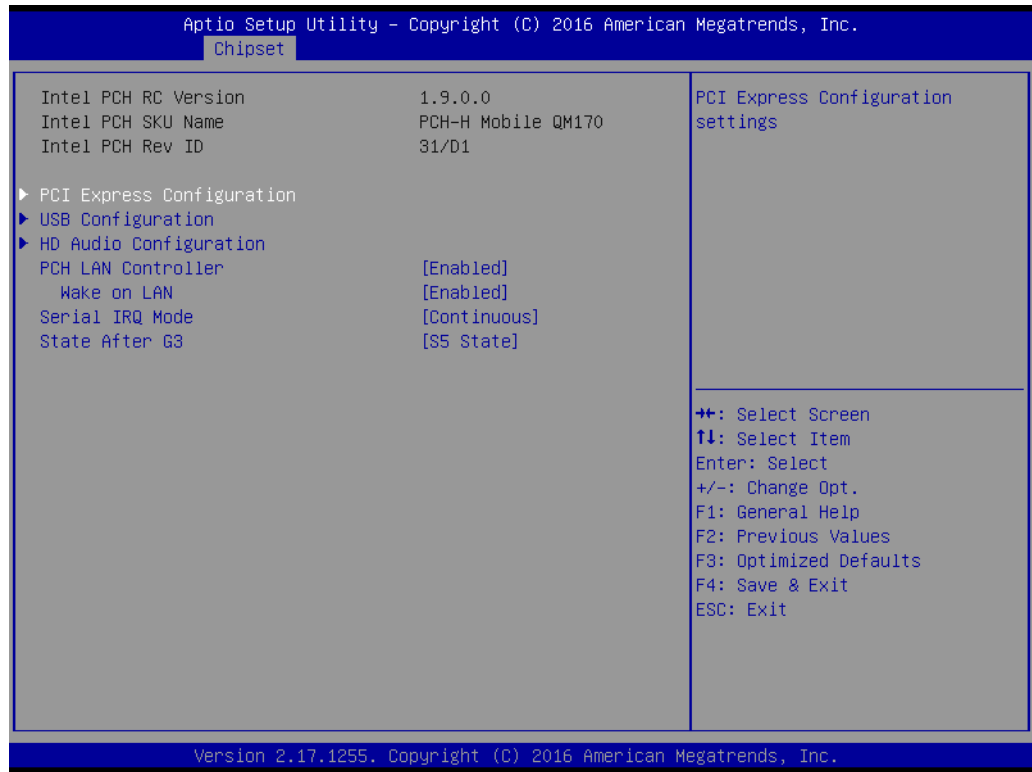 Aptio Setup Utility – Copyright (C) 2016 American Megatrends, Inc.
Chipset
Intel PCH RC Version 1.9.0.0
Intel PCH SKU Name PCH-H Mobile QM170
Intel PCH Rev ID 31/D1
▶ PCI Express Configuration
▶ USB Configuration
▶ HD Audio Configuration
PCH LAN Controller [Enabled]
Wake on LAN [Enabled]
Serial IRQ Mode [Continuous]
State After G3 [S5 State]
PCI Express Configuration
settings
→←: Select Screen
↑↓: Select Item
Enter: Select
+/-: Change Opt.
F1: General Help
F2: Previous Values
F3: Optimized Defaults
F4: Save & Exit
ESC: Exit
Version 2.17.1255. Copyright (C) 2016 American Megatrends, Inc.